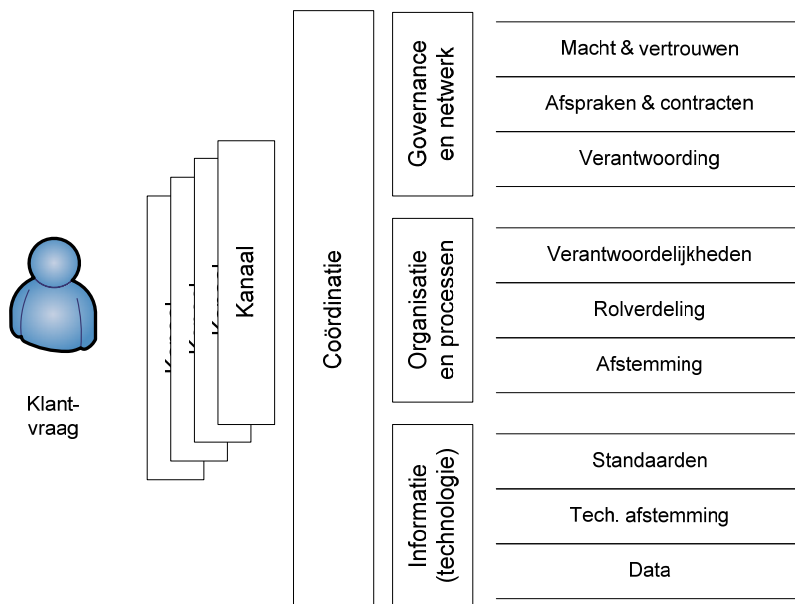 Klant-
vraag
Kanaal
Coördinatie
Governance
en netwerk
Macht & vertrouwen
Afspraken & contracten
Verantwoording
Organisatie
en processen
Verantwoordelijkheden
Rolverdeling
Afstemming
Informatie
(technologie)
Standaarden
Tech. afstemming
Data